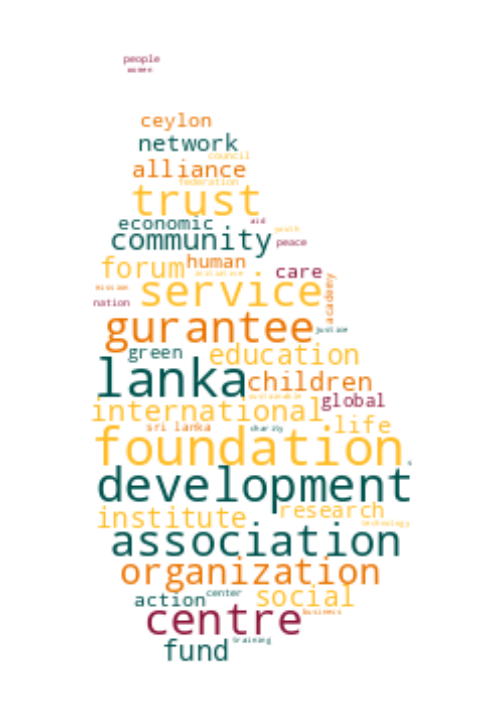 people
women
ceylon
network
council
alliance
federation
trust
economic aid
youth
community peace
human
forum care
initiative
mission service academy
nation
gurantee justice
green education
lanka children
sustainable
international global
sri lanka charity life
foundation
development
institute research
technology
association
organization
action center social
centre business
fund training